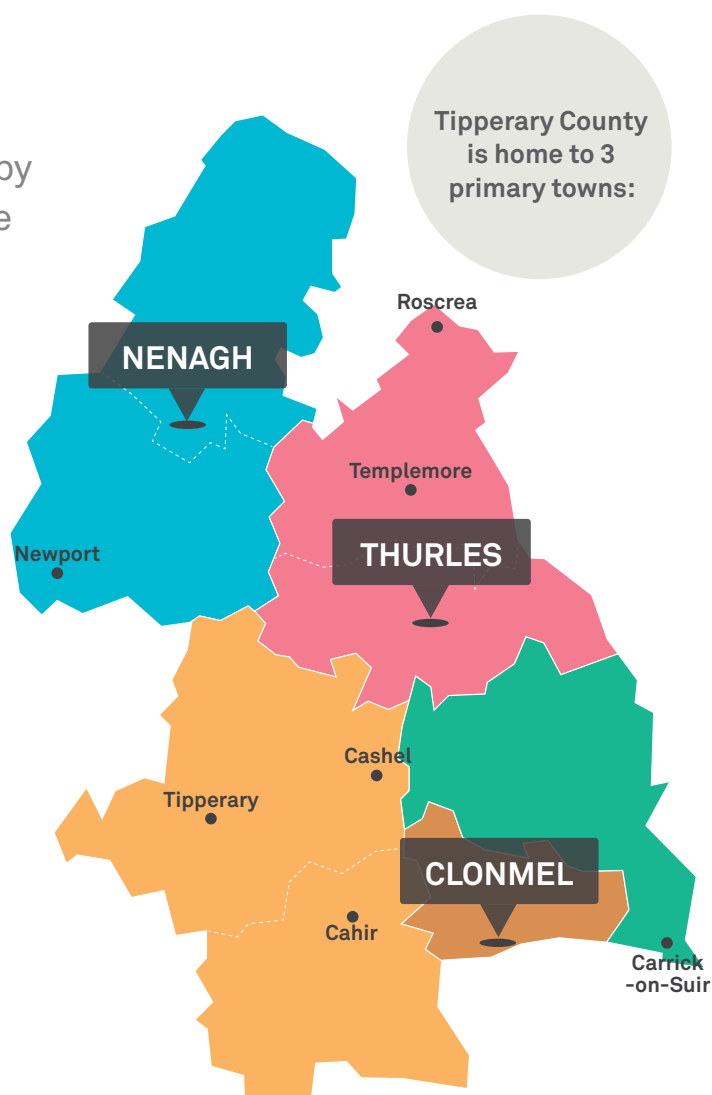 by
e
Tipperary County
is home to 3
primary towns:
Roscrea
NENAGH
Templemore
THURLES
Newport
Cashel
Tipperary
CLONMEL
Cahir
Carrick
-on-Suir